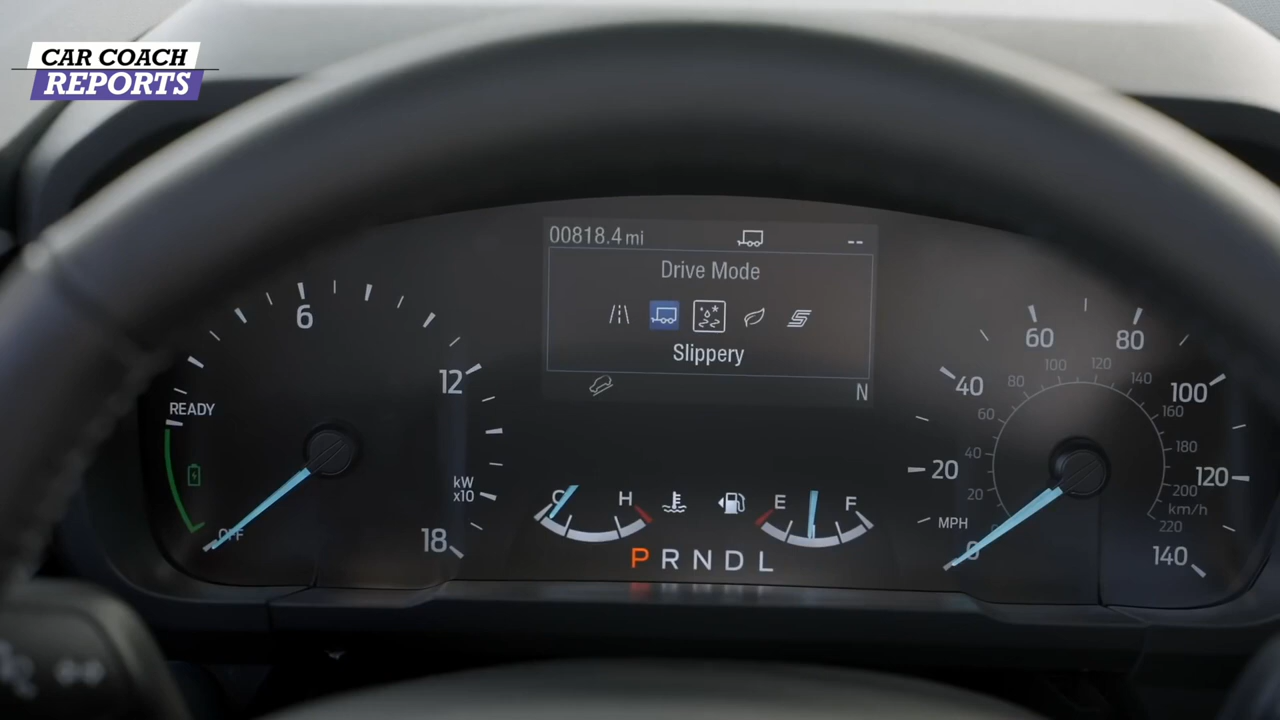 CAR COACH
REPORTS
00818.4 mi
--
Drive Mode
Slippery
N
READY
OFF
6
12
18
kW
x10
C
H
E
F
P R N D L
MPH
0
20
40
60
80
100
120
140
20
40
60
80
100
120
140
160
180
200
220
km/h